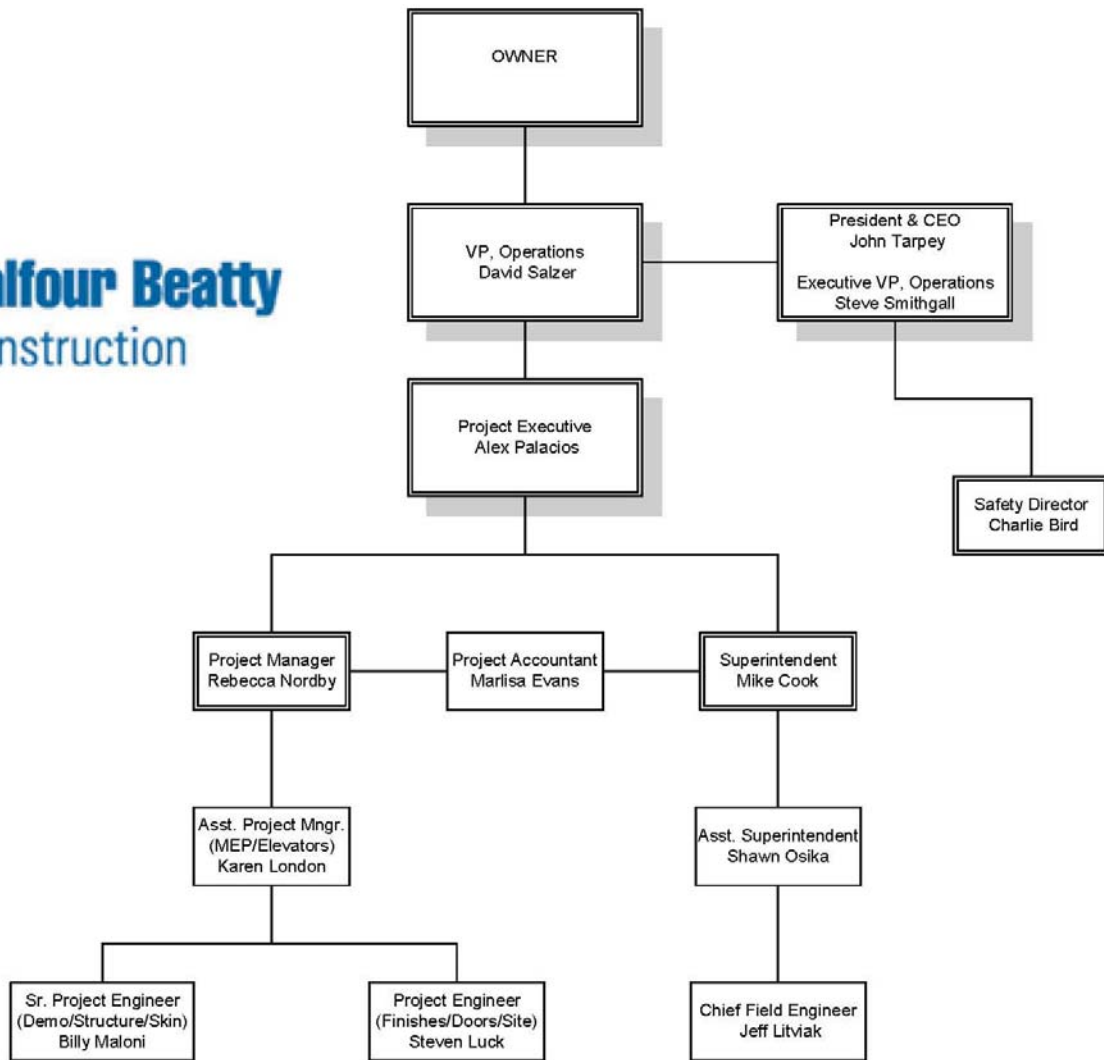 OWNER
VP, Operations
David Salzer
President & CEO
John Tarpey
Executive VP, Operations
Steve Smithgall
alfour Beatty
nstruction
Project Executive
Alex Palacios
Safety Director
Charlie Bird
Project Manager
Rebecca Nordby
Project Accountant
Marlisa Evans
Superintendent
Mike Cook
Asst. Project Mngr.
(MEP/Elevators)
Karen London
Asst. Superintendent
Shawn Osika
Sr. Project Engineer
(Demo/Structure/Skin)
Billy Maloni
Project Engineer
(Finishes/Doors/Site)
Steven Luck
Chief Field Engineer
Jeff Litviak